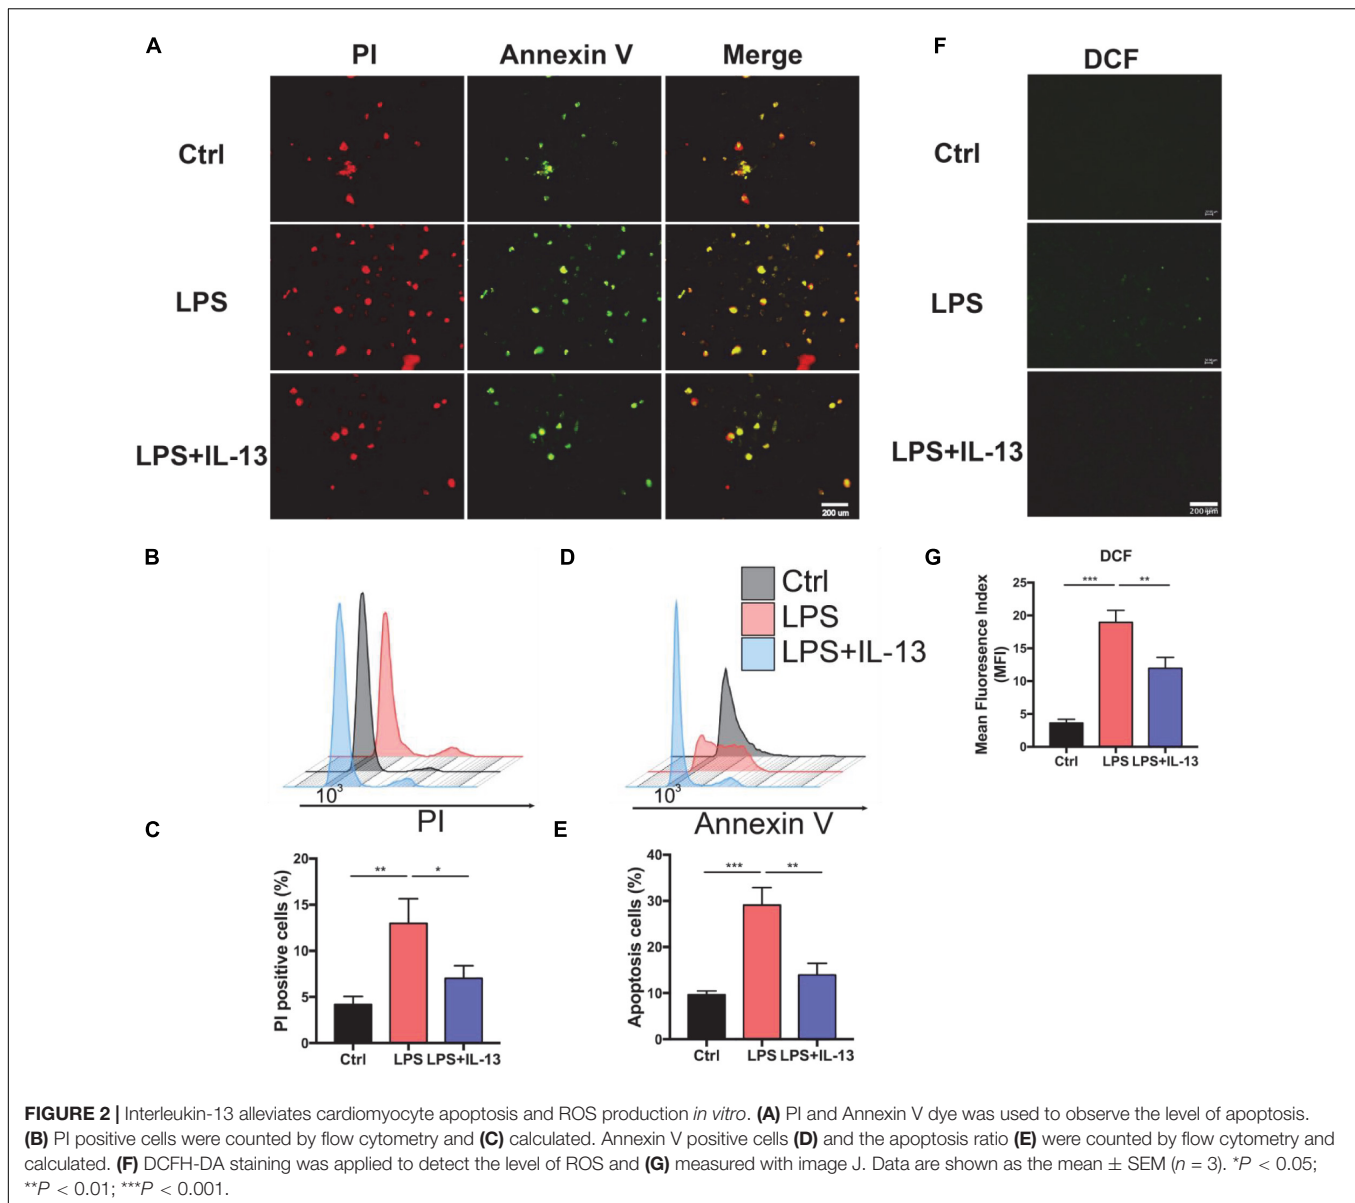 A
PI
Annexin V
Merge
Ctrl
LPS
LPS+IL-13
200 um
F
DCF
Ctrl
LPS
LPS+IL-13
200 µm
B
10³
PI
D
Ctrl
LPS
LPS+IL-13
10³
Annexin V
G
DCF
Mean Fluoresence Index
(MFI)
25
20
15
10
5
0
***
**
Ctrl
LPS
LPS+IL-13
C
PI positive cells (%)
20
15
10
5
0
**
*
Ctrl
LPS
LPS+IL-13
E
Apoptosis cells (%)
40
30
20
10
0
***
**
Ctrl
LPS
LPS+IL-13
FIGURE 2 | Interleukin-13 alleviates cardiomyocyte apoptosis and ROS production in vitro. (A) PI and Annexin V dye was used to observe the level of apoptosis.
(B) PI positive cells were counted by flow cytometry and (C) calculated. Annexin V positive cells (D) and the apoptosis ratio (E) were counted by flow cytometry and
calculated. (F) DCFH-DA staining was applied to detect the level of ROS and (G) measured with image J. Data are shown as the mean ± SEM (n = 3). *P < 0.05;
**P < 0.01; ***P < 0.001.